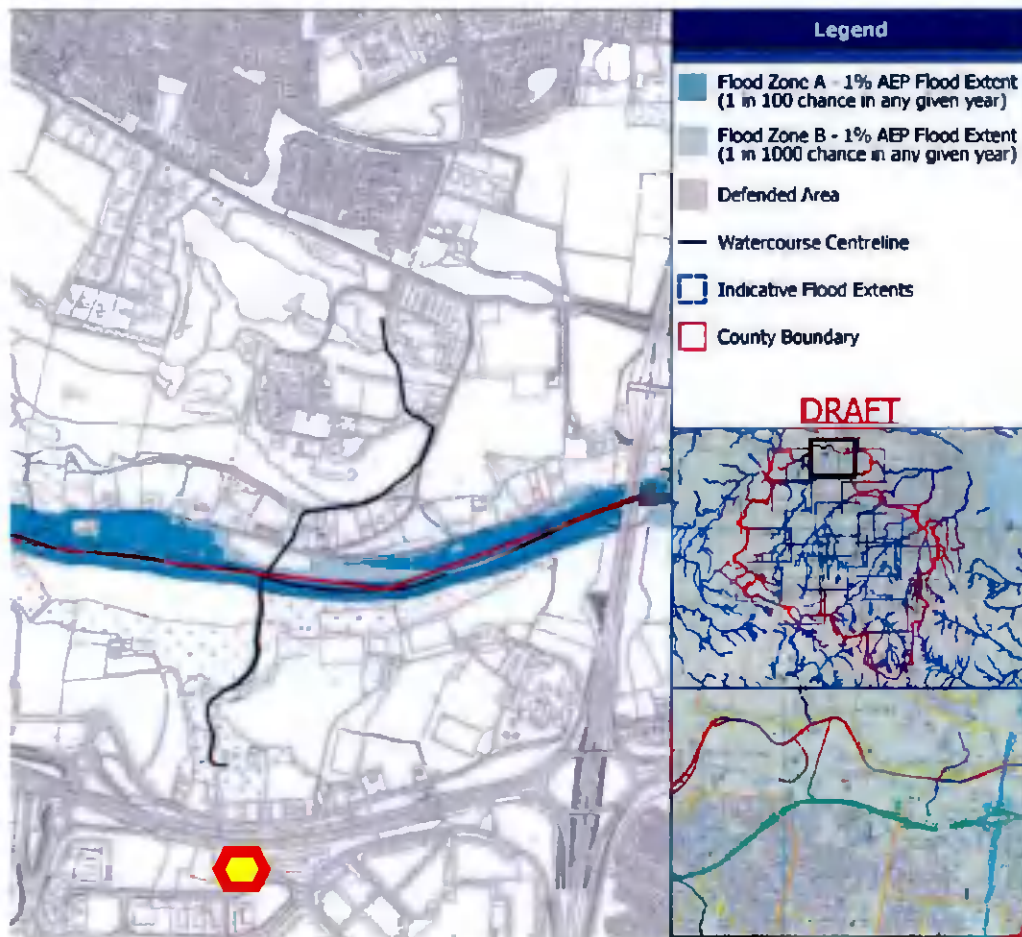 Legend
Flood Zone A - 1% AEP Flood Extent
(1 in 100 chance in any given year)
Flood Zone B - 1% AEP Flood Extent
(1 in 1000 chance in any given year)
Defended Area
Watercourse Centreline
Indicative Flood Extents
County Boundary
DRAFT